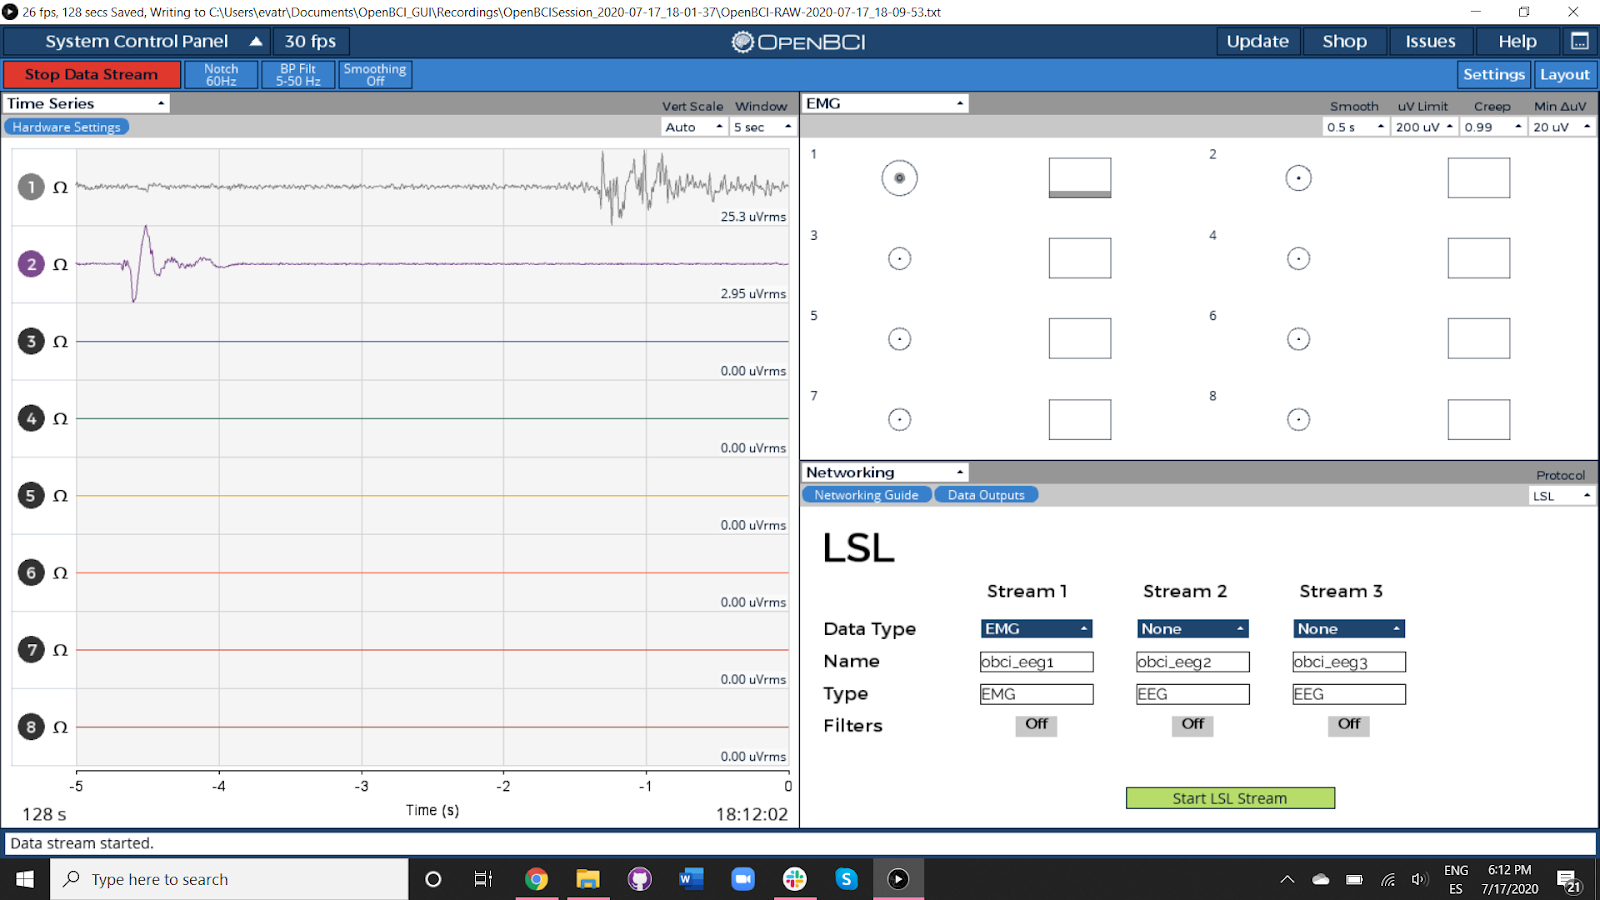 26 fps, 128 secs Saved, Writing to C:\Users\evatr\Documents\OpenBCI_GUI\Recordings\OpenBCISession_2020-07-17_18-01-37\OpenBCI-RAW-2020-07-17_18-09-53.txt
System Control Panel 30 fps OPENBCI Update Shop Issues Help
Stop Data Stream Notch 60Hz BP Filt 5-50 Hz Smoothing Off Settings Layout
Time Series Vert Scale Window
Hardware Settings Auto 5 sec
1 Ω 25.3 uVrms
2 Ω 2.95 uVrms
3 Ω 0.00 uVrms
4 Ω 0.00 uVrms
5 Ω 0.00 uVrms
6 Ω 0.00 uVrms
7 Ω 0.00 uVrms
8 Ω 0.00 uVrms
-5 -4 -3 -2 -1 0
128 s Time (s) 18:12:02
EMG Smooth uV Limit Creep Min ΔuV
0.5 s 200 uV 0.99 20 uV
1 2
3 4
5 6
7 8
Networking Protocol
Networking Guide Data Outputs LSL
LSL
Stream 1 Stream 2 Stream 3
Data Type EMG None None
Name obci_eeg1 obci_eeg2 obci_eeg3
Type EMG EEG EEG
Filters Off Off Off
Start LSL Stream
Data stream started.
Type here to search
ENG 6:12 PM
ES 7/17/2020 21